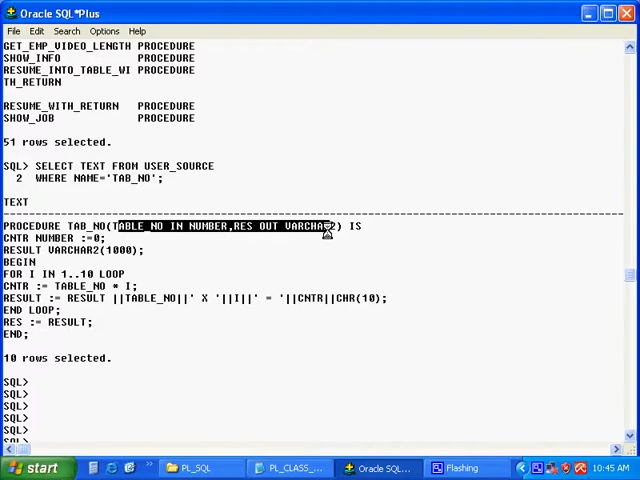 Oracle SQL*Plus
File Edit Search Options Help
GET_EMP_VIDEO_LENGTH PROCEDURE
SHOW_INFO PROCEDURE
RESUME_INTO_TABLE_WI PROCEDURE
TH_RETURN
RESUME_WITH_RETURN PROCEDURE
SHOW_JOB PROCEDURE
51 rows selected.
SQL> SELECT TEXT FROM USER_SOURCE
2 WHERE NAME='TAB_NO';
TEXT
PROCEDURE TAB_NO(TABLE_NO IN NUMBER,RES OUT VARCHAR2) IS
CNTR NUMBER :=0;
RESULT VARCHAR2(1000);
BEGIN
FOR I IN 1..10 LOOP
CNTR := TABLE_NO * I;
RESULT := RESULT ||TABLE_NO||' X '||I||' = '||CNTR||CHR(10);
END LOOP;
RES := RESULT;
END;
10 rows selected.
SQL>
SQL>
SQL>
SQL>
SQL>
SQL>
start PL_SQL PL_CLASS_... Oracle SQL... Flashing 10:45 AM